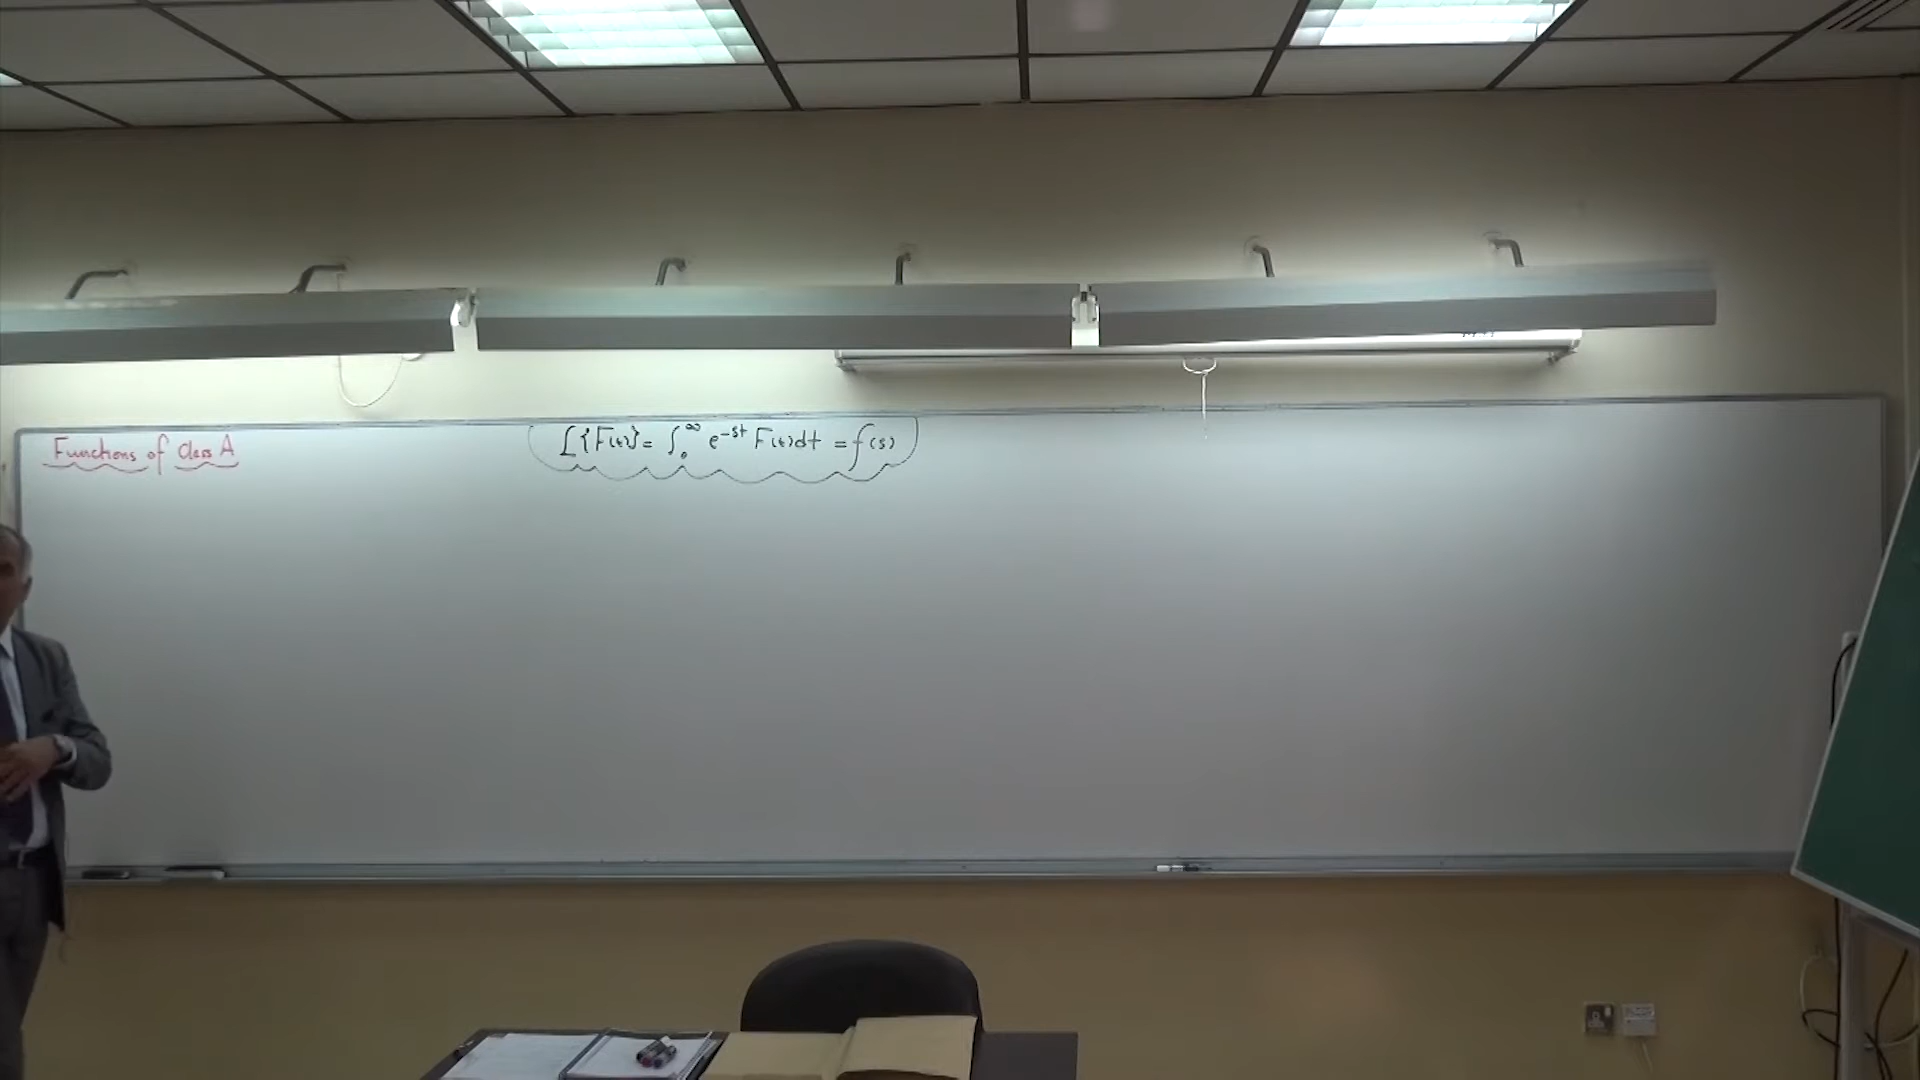 Functions of Class A
L{F(t)} = ∫₀^∞ e^{-st} F(t) dt = f(s)